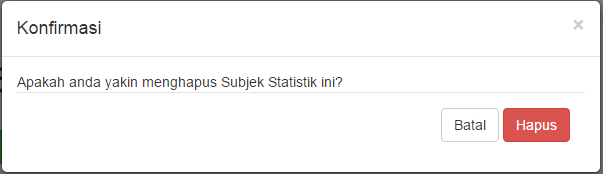 Konfirmasi
×
Apakah anda yakin menghapus Subjek Statistik ini?
Batal
Hapus